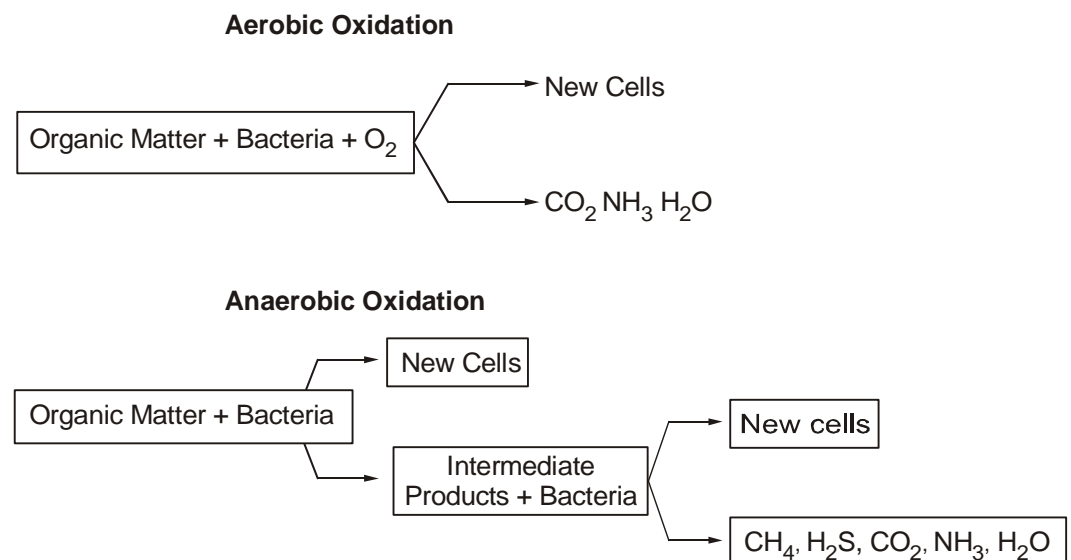 Aerobic Oxidation
New Cells
Organic Matter + Bacteria + O₂
CO₂ NH₃ H₂O
Anaerobic Oxidation
New Cells
Organic Matter + Bacteria
New cells
Intermediate
Products + Bacteria
CH₄, H₂S, CO₂, NH₃, H₂O